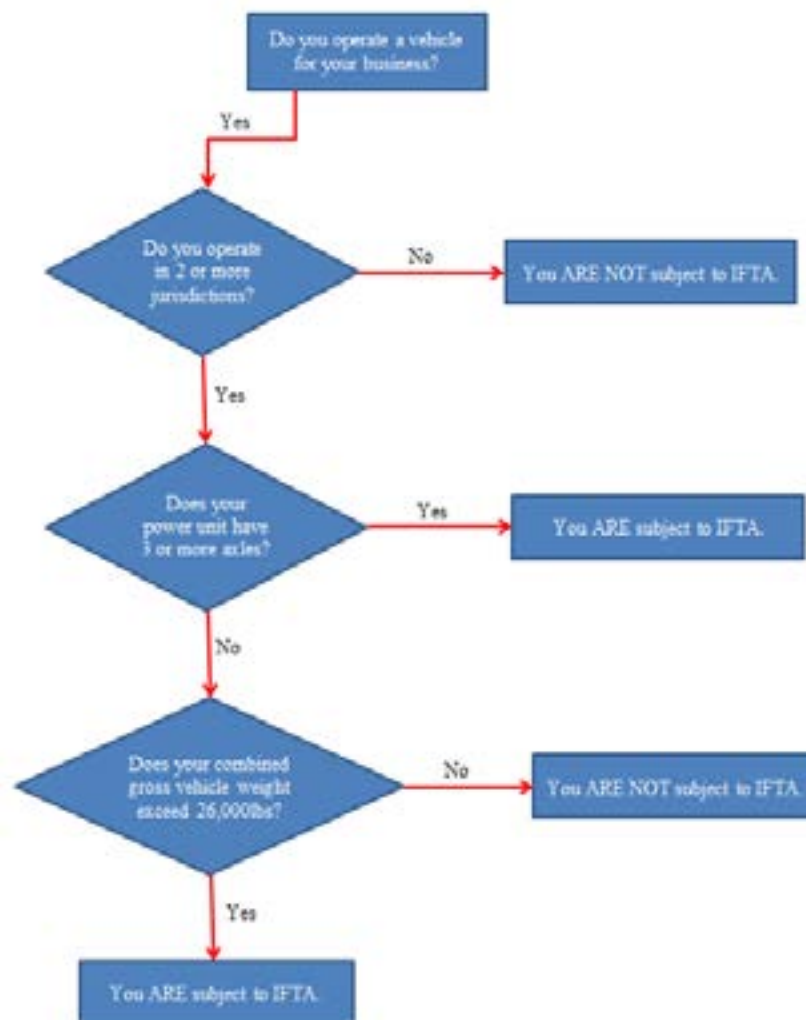 Do you operate a vehicle
for your business?
Yes
Do you operate
in 2 or more
jurisdictions?
No
You ARE NOT subject to IFTA.
Yes
Does your
power unit have
3 or more axles?
Yes
You ARE subject to IFTA.
No
Does your combined
gross vehicle weight
exceed 26,000lbs?
No
You ARE NOT subject to IFTA.
Yes
You ARE subject to IFTA.